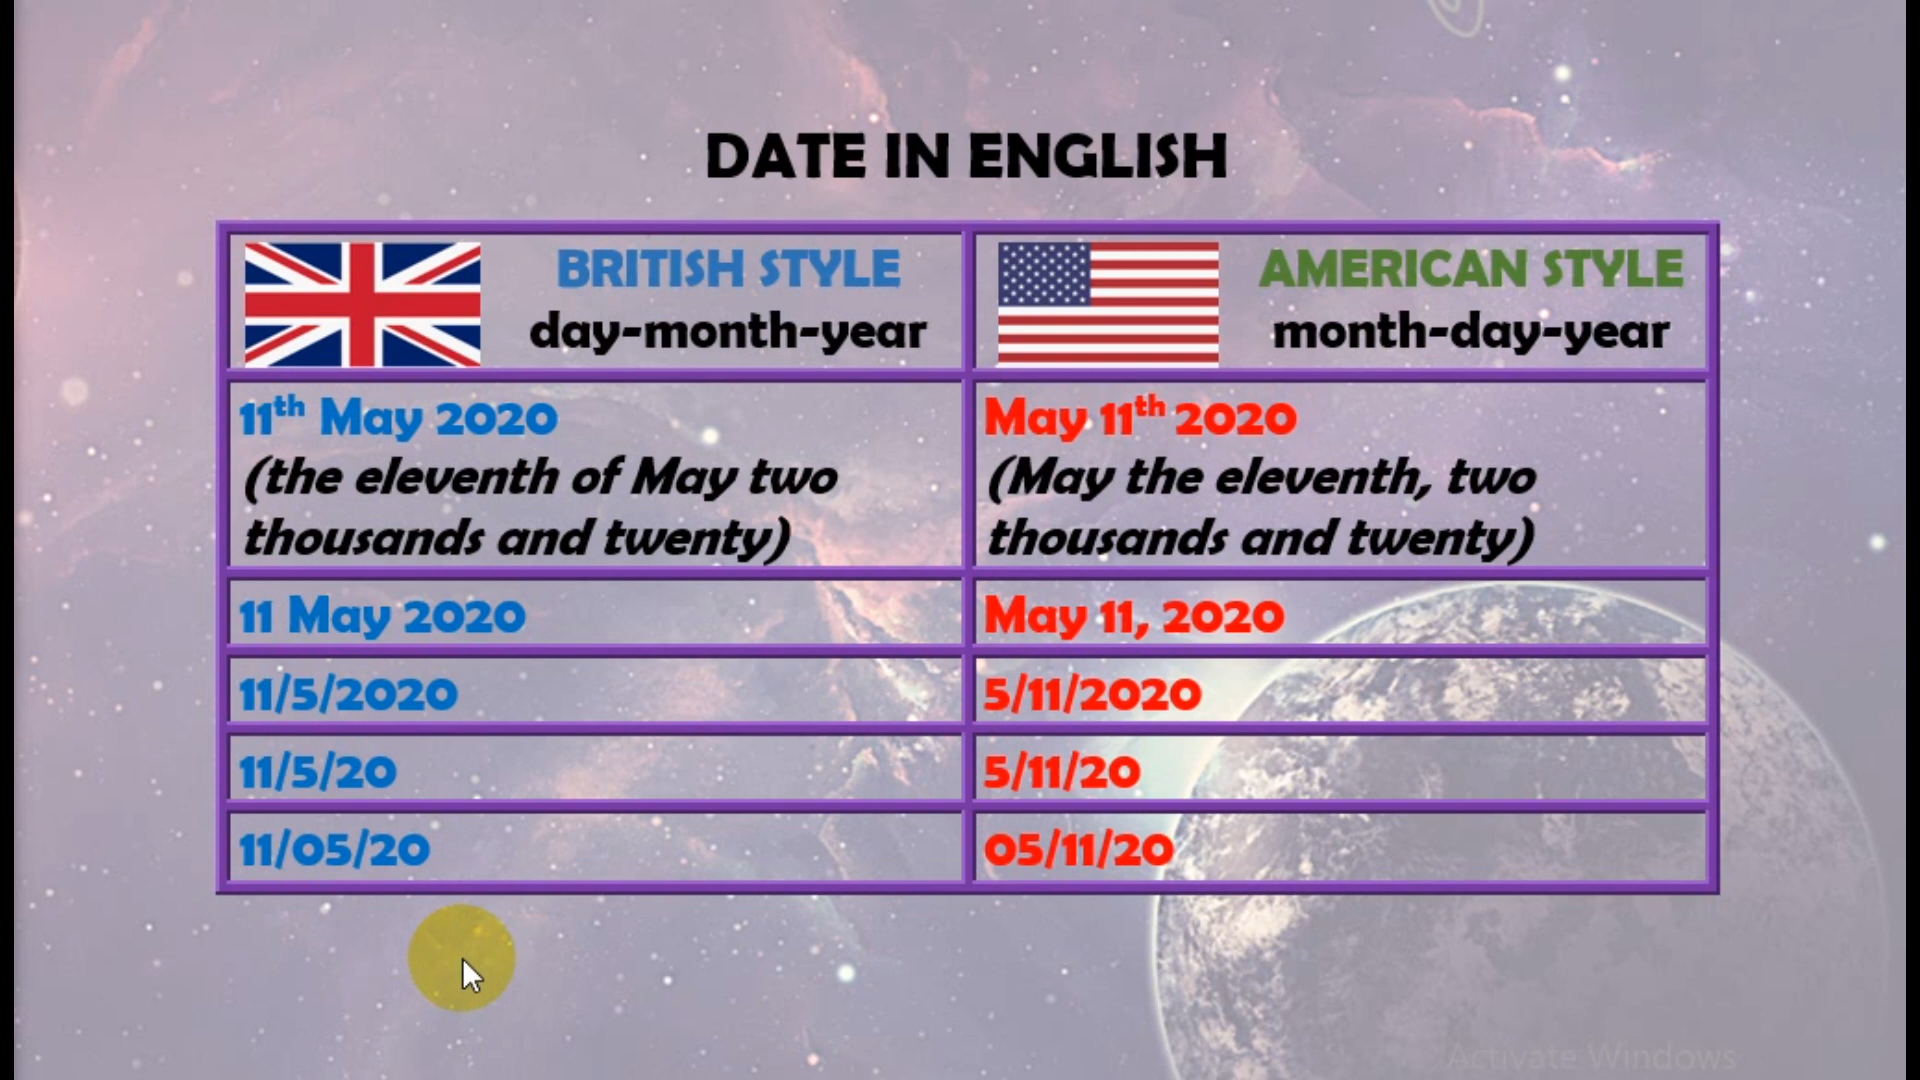 DATE IN ENGLISH
BRITISH STYLE
day-month-year
AMERICAN STYLE
month-day-year
11th May 2020
(the eleventh of May two
thousands and twenty)
May 11th 2020
(May the eleventh, two
thousands and twenty)
11 May 2020
May 11, 2020
11/5/2020
5/11/2020
11/5/20
5/11/20
11/05/20
05/11/20
Activate Windows